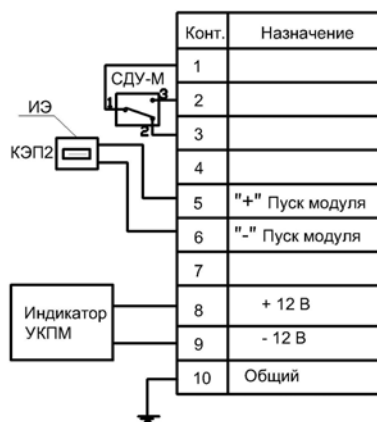 Конт. Назначение
1
СДУ-М
1 3
2
2
3
ИЭ
КЭП2
4
5 "+" Пуск модуля
6 "-" Пуск модуля
7
Индикатор
УКПМ
8 + 12 В
9 - 12 В
10 Общий